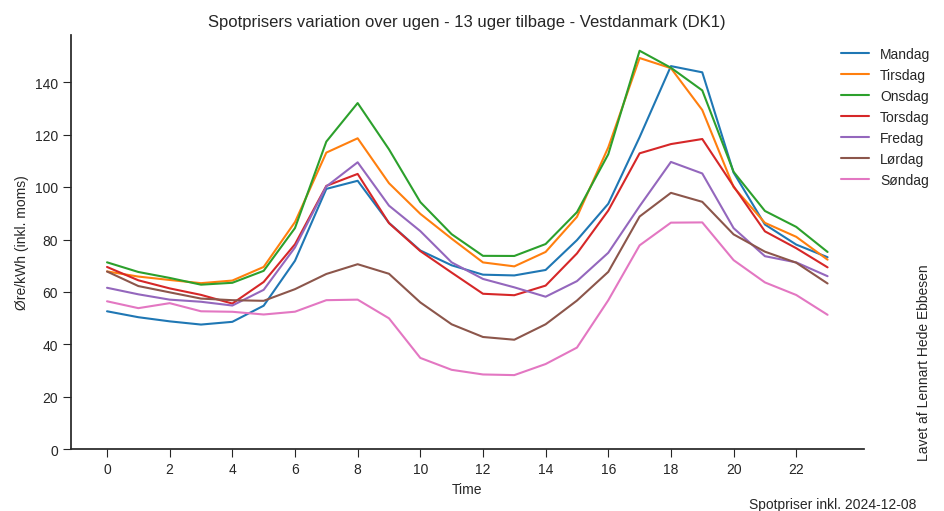 Spotprisers variation over ugen - 13 uger tilbage - Vestdanmark (DK1)
Mandag
Tirsdag
Onsdag
Torsdag
Fredag
Lørdag
Søndag
Øre/kWh (inkl. moms)
140
120
100
80
60
40
20
0
0 2 4 6 8 10 12 14 16 18 20 22
Time
Lavet af Lennart Hede Ebbesen
Spotpriser inkl. 2024-12-08